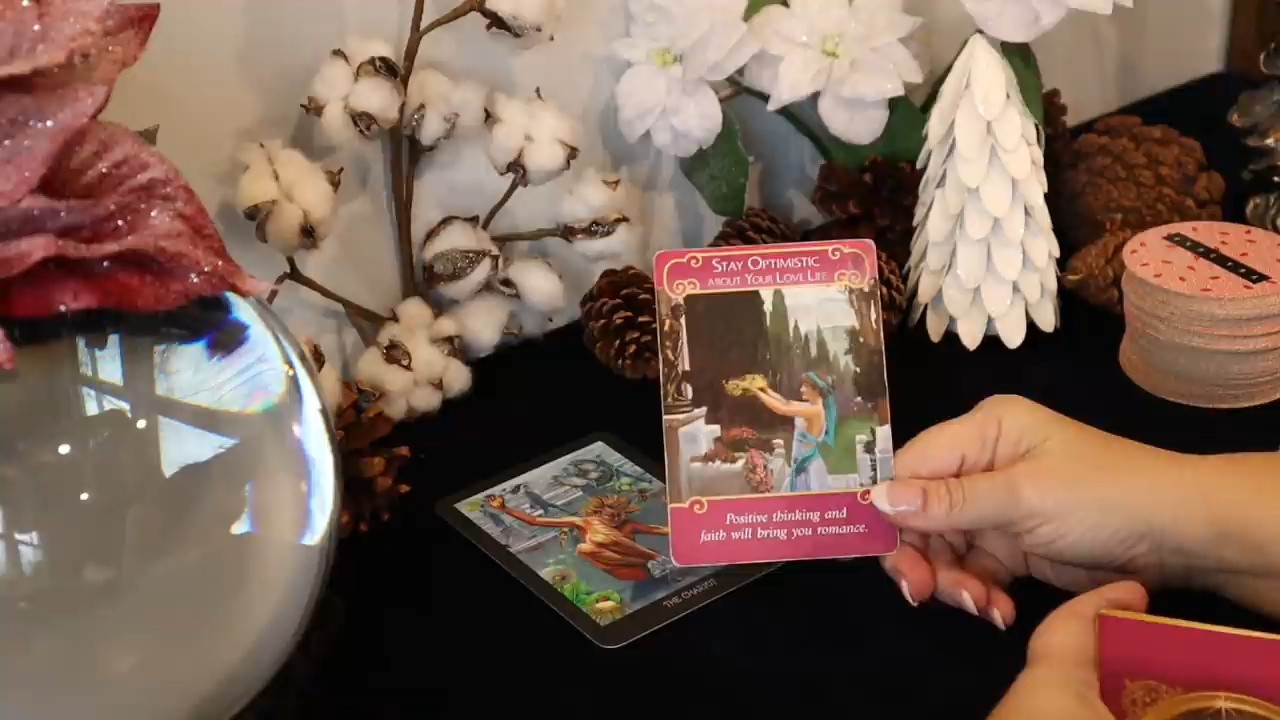 STAY OPTIMISTIC
ABOUT YOUR LOVE LIFE
Positive thinking and
faith will bring you romance.
THE CHARIOT